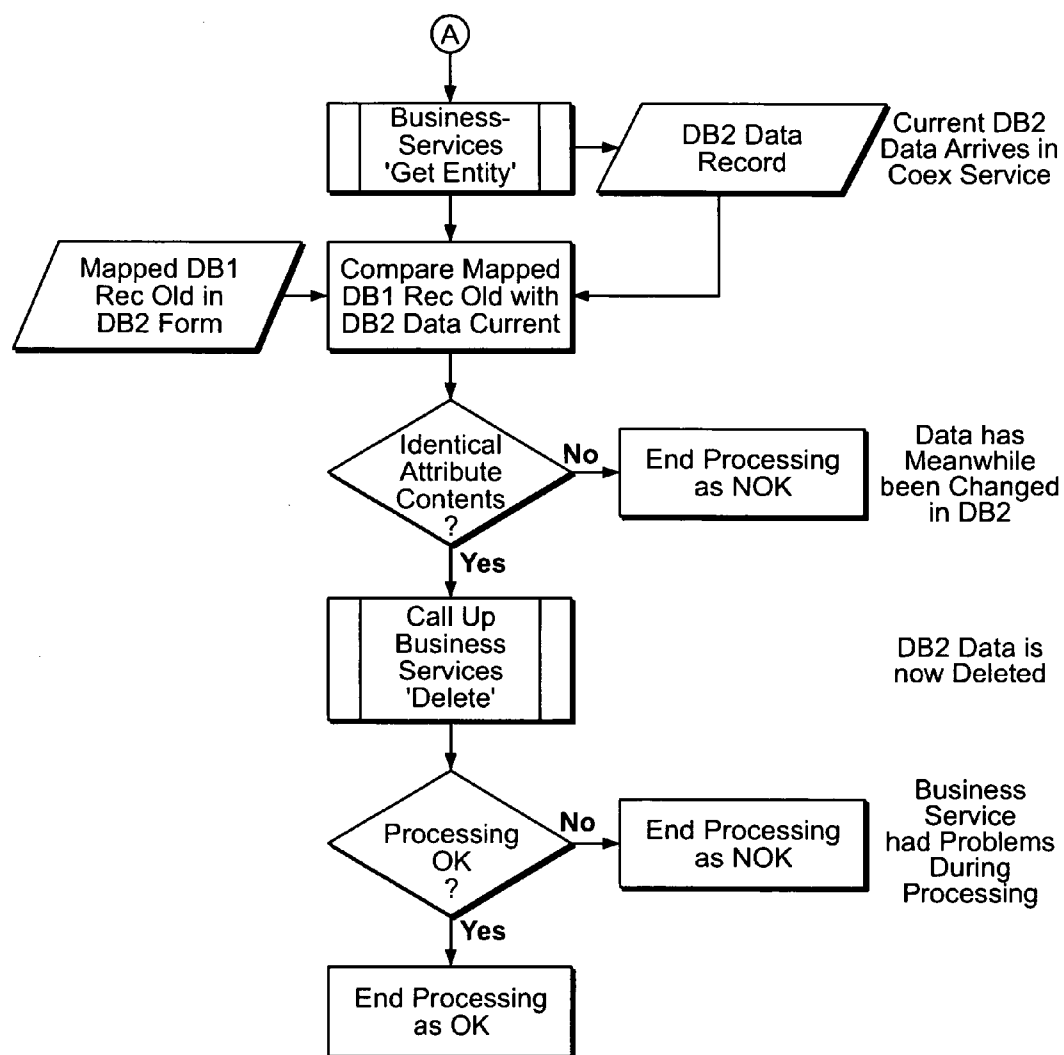 A
Business-
Services
'Get Entity'
DB2 Data
Record
Current DB2
Data Arrives in
Coex Service
Mapped DB1
Rec Old in
DB2 Form
Compare Mapped
DB1 Rec Old with
DB2 Data Current
Identical
Attribute
Contents
?
No
End Processing
as NOK
Data has
Meanwhile
been Changed
in DB2
Yes
Call Up
Business
Services
'Delete'
DB2 Data is
now Deleted
Processing
OK
?
No
End Processing
as NOK
Business
Service
had Problems
During
Processing
Yes
End Processing
as OK